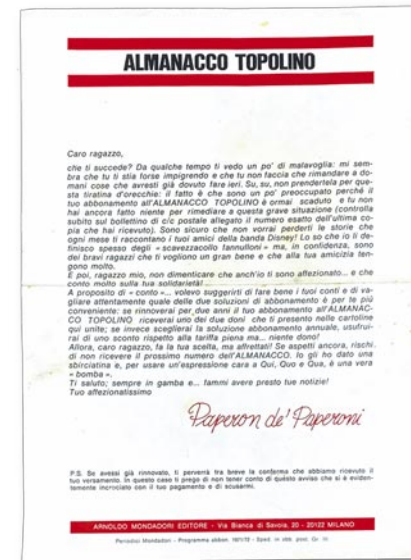 ALMANACCO TOPOLINO
Caro ragazzo,
che ti succede? Da qualche tempo ti vedo un po' di malavoglia: mi sem-
bra che tu ti stia forse impigrendo e che tu non faccia che rimandare a do-
mani cose che avresti già dovuto fare ieri. Su, su, non prendertela per que-
sta tiratina d'orecchie: il fatto è che sono un po' preoccupato perché il
tuo abbonamento all'ALMANACCO TOPOLINO è ormai scaduto e tu non
hai ancora fatto niente per rimediare a questa grave situazione (controlla
subito sul bollettino di c/c postale allegato il numero esatto dell'ultima co-
pia che hai ricevuto). Sono sicuro che non vorrai perderti le storie che
ogni mese ti raccontano i tuoi amici della banda Disney! Lo so che io li de-
finisco spesso degli « scavezzacollo fannulloni » ma, in confidenza, sono
dei bravi ragazzi che ti vogliono un gran bene e che alla tua amicizia ten-
gono molto.
E poi, ragazzo mio, non dimenticare che anch'io ti sono affezionato... e che
conto molto sulla tua solidarietà! ...
A proposito di « conto »... volevo suggerirti di fare bene i tuoi conti e di va-
gliare attentamente quale delle due soluzioni di abbonamento è per te più
conveniente: se rinnoverai per due anni il tuo abbonamento all'ALMANAC-
CO TOPOLINO riceverai uno dei due doni che ti presento nelle cartoline
qui unite; se invece sceglierai la soluzione abbonamento annuale, usufrui-
rai di uno sconto rispetto alla tariffa piena ma... niente dono!
Allora, caro ragazzo, fa la tua scelta, ma affrettati! Se aspetti ancora, rischi
di non ricevere il prossimo numero dell'ALMANACCO. Io gli ho dato una
sbirciatina e, per usare un'espressione cara a Qui, Quo e Qua, è una vera
« bomba ».
Ti saluto; sempre in gamba e... fammi avere presto tue notizie!
Tuo affezionatissimo
Paperon de' Paperoni
P.S. Se avessi già rinnovato, ti perverrà tra breve la conferma che abbiamo ricevuto il
tuo versamento. In questo caso ti prego di non tener conto di questo avviso che si è eviden-
temente incrociato con il tuo pagamento e di scusarmi.
ARNOLDO MONDADORI EDITORE - Via Bianca di Savoia, 20 - 20122 MILANO
Periodici Mondadori - Programma abbon. 1971/72 - Sped. in abb. post. Gr. III